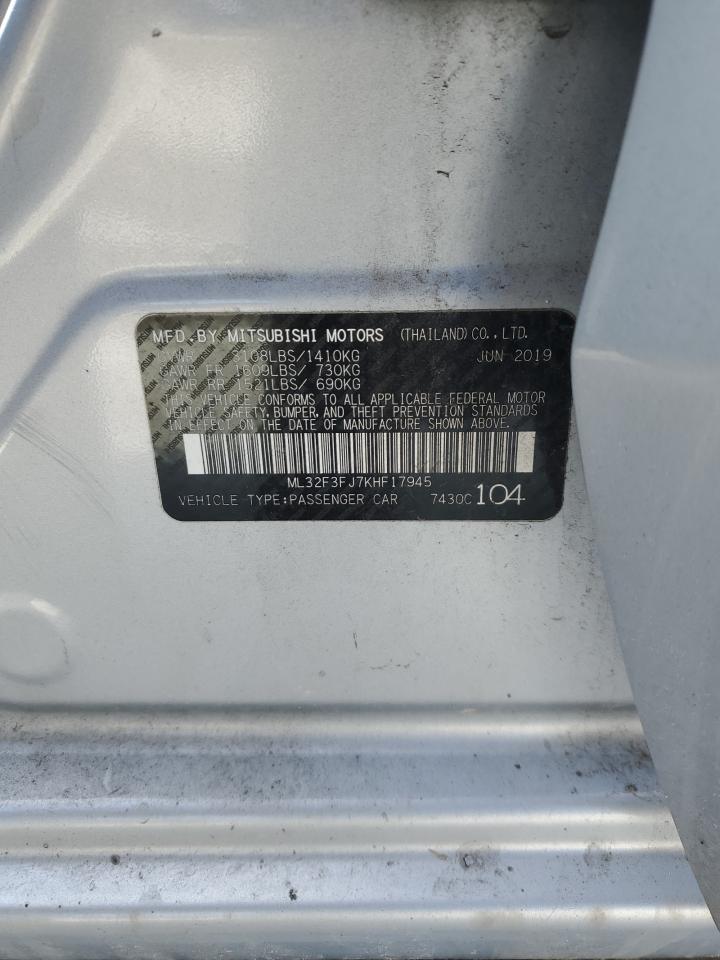 MFD BY MITSUBISHI MOTORS (THAILAND) CO., LTD.
GVWR 3108LBS/1410KG JUN 2019
GAWR FR 1609LBS/ 730KG
GAWR RR 1521LBS/ 690KG
THIS VEHICLE CONFORMS TO ALL APPLICABLE FEDERAL MOTOR
VEHICLE SAFETY, BUMPER, AND THEFT PREVENTION STANDARDS
IN EFFECT ON THE DATE OF MANUFACTURE SHOWN ABOVE.
ML32F3FJ7KHF17945
VEHICLE TYPE:PASSENGER CAR 7430C 104